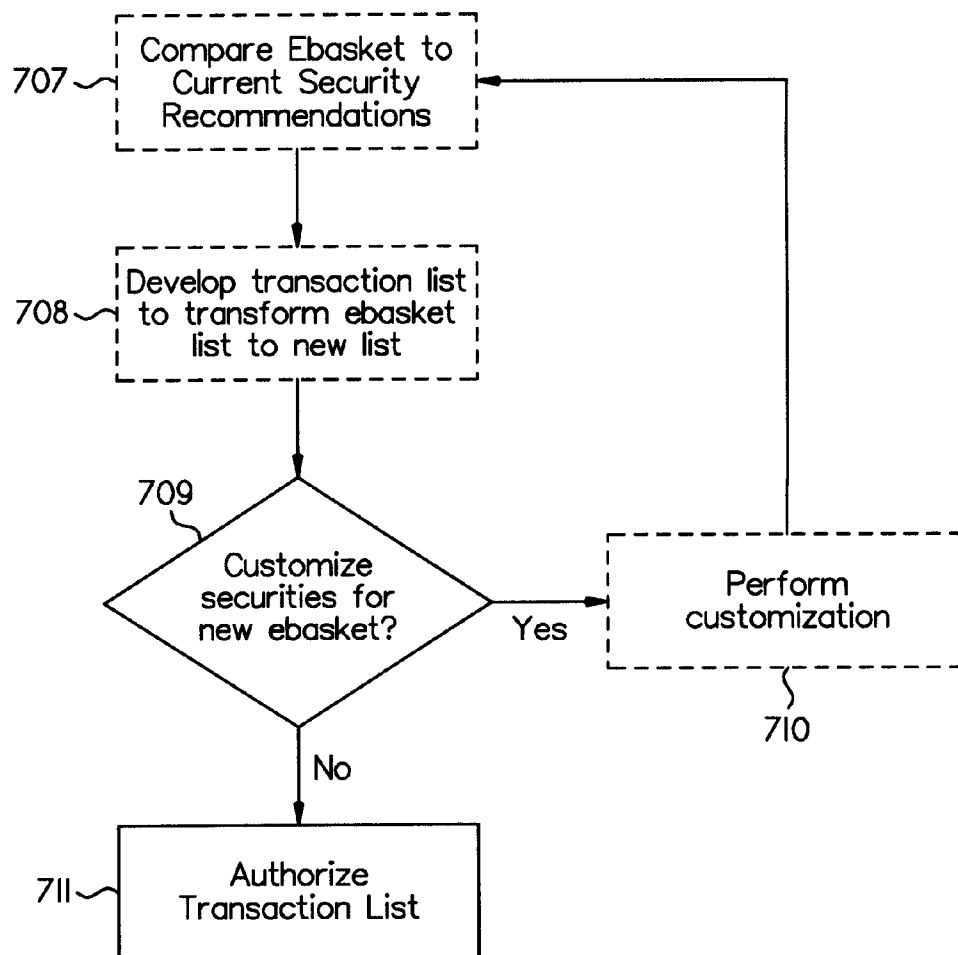 707
Compare Ebasket to
Current Security
Recommendations
708
Develop transaction list
to transform ebasket
list to new list
709
Customize
securities for
new ebasket?
Yes
Perform
customization
710
No
711
Authorize
Transaction List